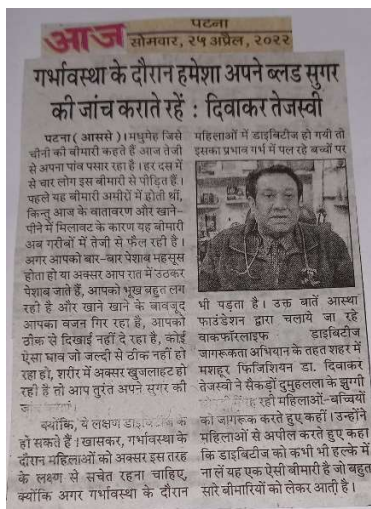 आज
पटना
सोमवार, २५ अप्रैल, २०२२
गर्भावस्था के दौरान हमेशा अपने ब्लड सुगर
की जांच कराते रहें : दिवाकर तेजस्वी
पटना (आससे)। मधुमेह जिसे
चीनी की बीमारी कहते हैं आज तेजी
से अपना पांव पसार रहा है। हर दस में
से चार लोग इस बीमारी से पीड़ित हैं।
पहले यह बीमारी अमीरों में होती थीं,
किन्तु आज के वातावरण और खाने-
पीने में मिलावट के कारण यह बीमारी
अब गरीबों में तेजी से फैल रही है।
अगर आपको बार-बार पेशाब महसूस
होता हो या अक्सर आप रात में उठकर
पेशाब जाते हैं, आपको भूख बहुत लग
रही है और खाने खाने के बावजूद
आपका वजन गिर रहा है, आपको
ठीक से दिखाई नहीं दे रहा है, कोई
ऐसा घाव जो जल्दी से ठीक नहीं हो
रहा हो, शरीर में अक्सर खुजलाहट हो
रही है तो आप तुरंत अपने सुगर की
जांच
क्योंकि, ये लक्षण डाइबिटीज के
हो सकते हैं। खासकर, गर्भावस्था के
दौरान महिलाओं को अक्सर इस तरह
के लक्षण से सचेत रहना चाहिए,
क्योंकि अगर गर्भावस्था के दौरान
महिलाओं में डाइबिटीज हो गयी तो
इसका प्रभाव गर्भ में पल रहे बच्चों पर
भी पड़ता है। उक्त बातें आस्था
फाउंडेशन द्वारा चलाये जा रहे
वाकफॉरलाइफ डाइबिटीज
जागरूकता अभियान के तहत शहर में
मशहूर फिजिशियन डा. दिवाकर
तेजस्वी ने सैकड़ों दुमुहल्ला के झुग्गी
रही महिलाओं-बच्चियों
को जागरूक करते हुए कहीं। उन्होंने
महिलाओं से अपील करते हुए कहा
कि डाइबिटीज को कभी भी हल्के में
ना लें यह एक ऐसी बीमारी है जो बहुत
सारे बीमारियों को लेकर आती है।